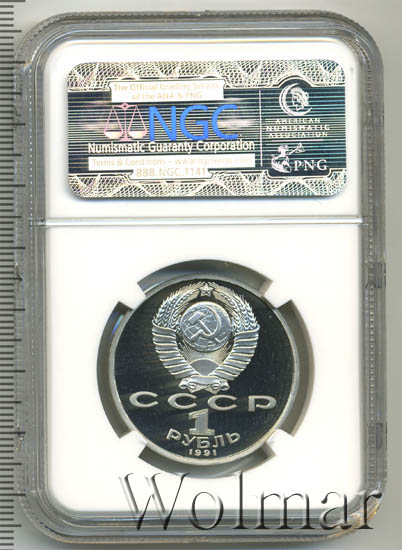 The Official Grading Service
of the ANA & PNG
NGC
Numismatic Guaranty Corporation
Terms & Conditions – www.ngccoin.com
888.NGC.1141
AMERICAN
NUMISMATIC
ASSOCIATION
PNG
СССР
1
РУБЛЬ
1991
Wolmar